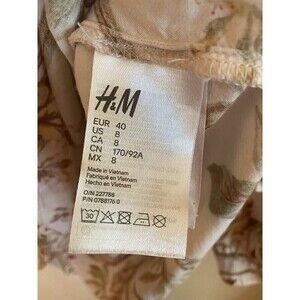 H&M
EUR 40
US 8
CA 8
CN 170/92A
MX 8
Made in Vietnam
Fabriqué en Vietnam
Hecho en Vietnam
O/N 227786
P/N 0788176 0
30